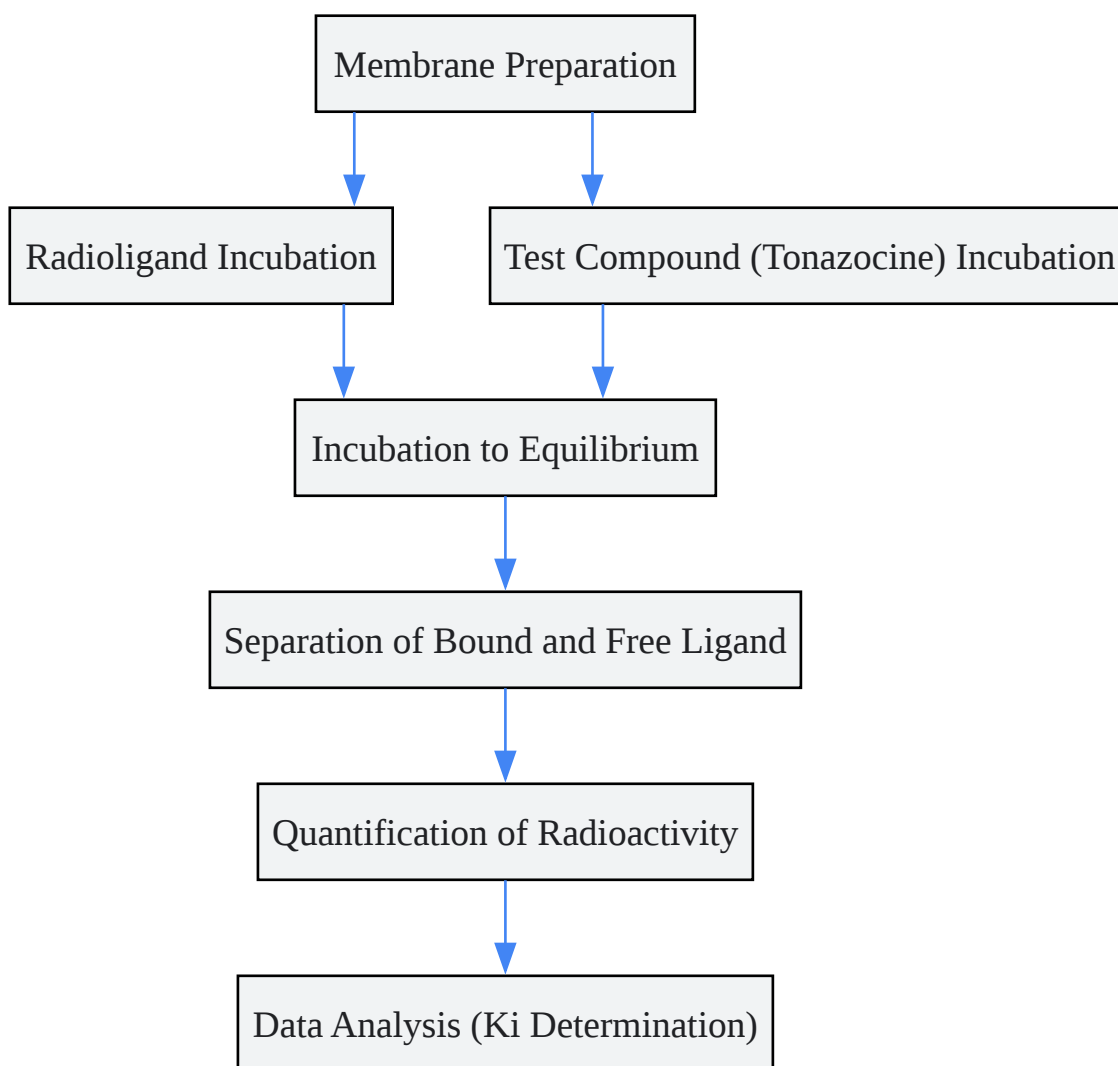 Membrane Preparation
Radioligand Incubation
Test Compound (Tonazocine) Incubation
Incubation to Equilibrium
Separation of Bound and Free Ligand
Quantification of Radioactivity
Data Analysis (Ki Determination)